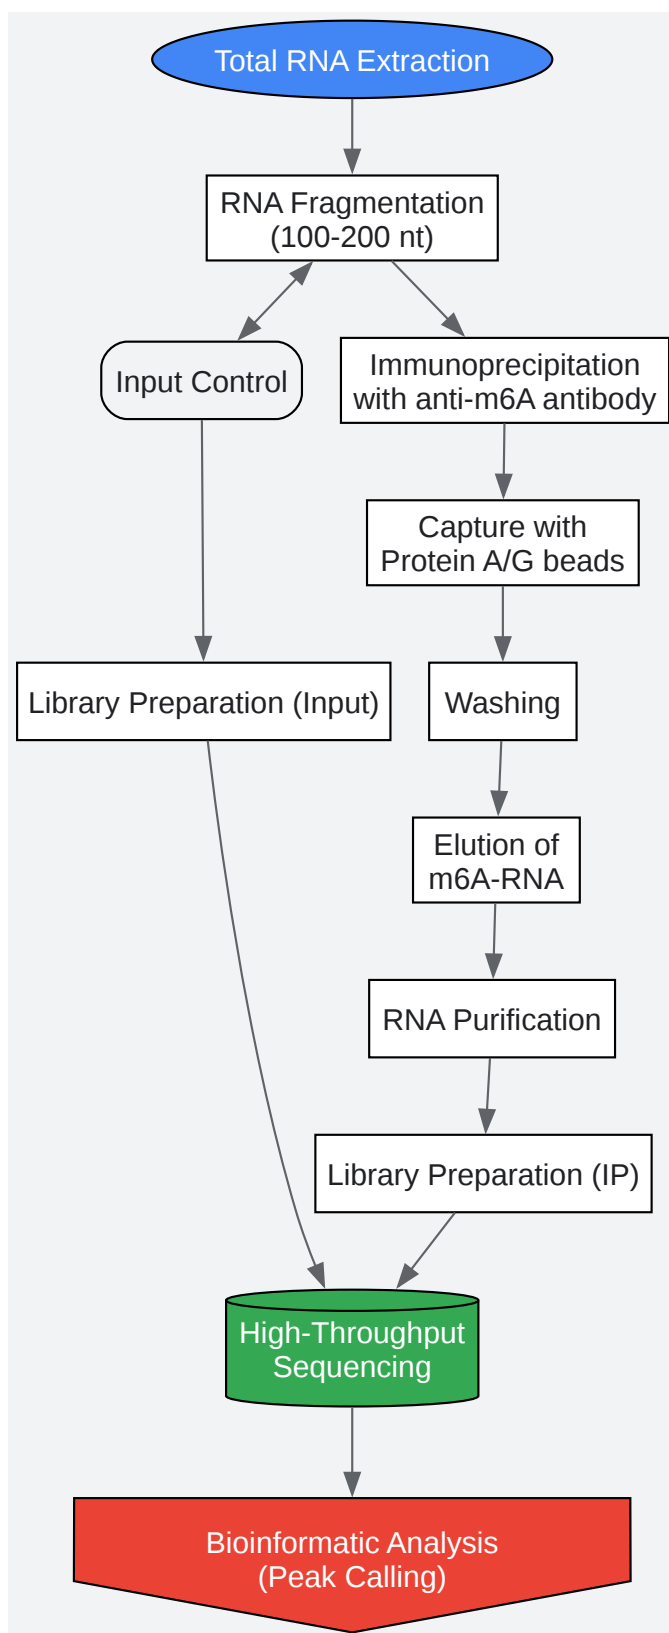 Total RNA Extraction
RNA Fragmentation
(100-200 nt)
Input Control
Immunoprecipitation
with anti-m6A antibody
Capture with
Protein A/G beads
Library Preparation (Input)
Washing
Elution of
m6A-RNA
RNA Purification
Library Preparation (IP)
High-Throughput
Sequencing
Bioinformatic Analysis
(Peak Calling)